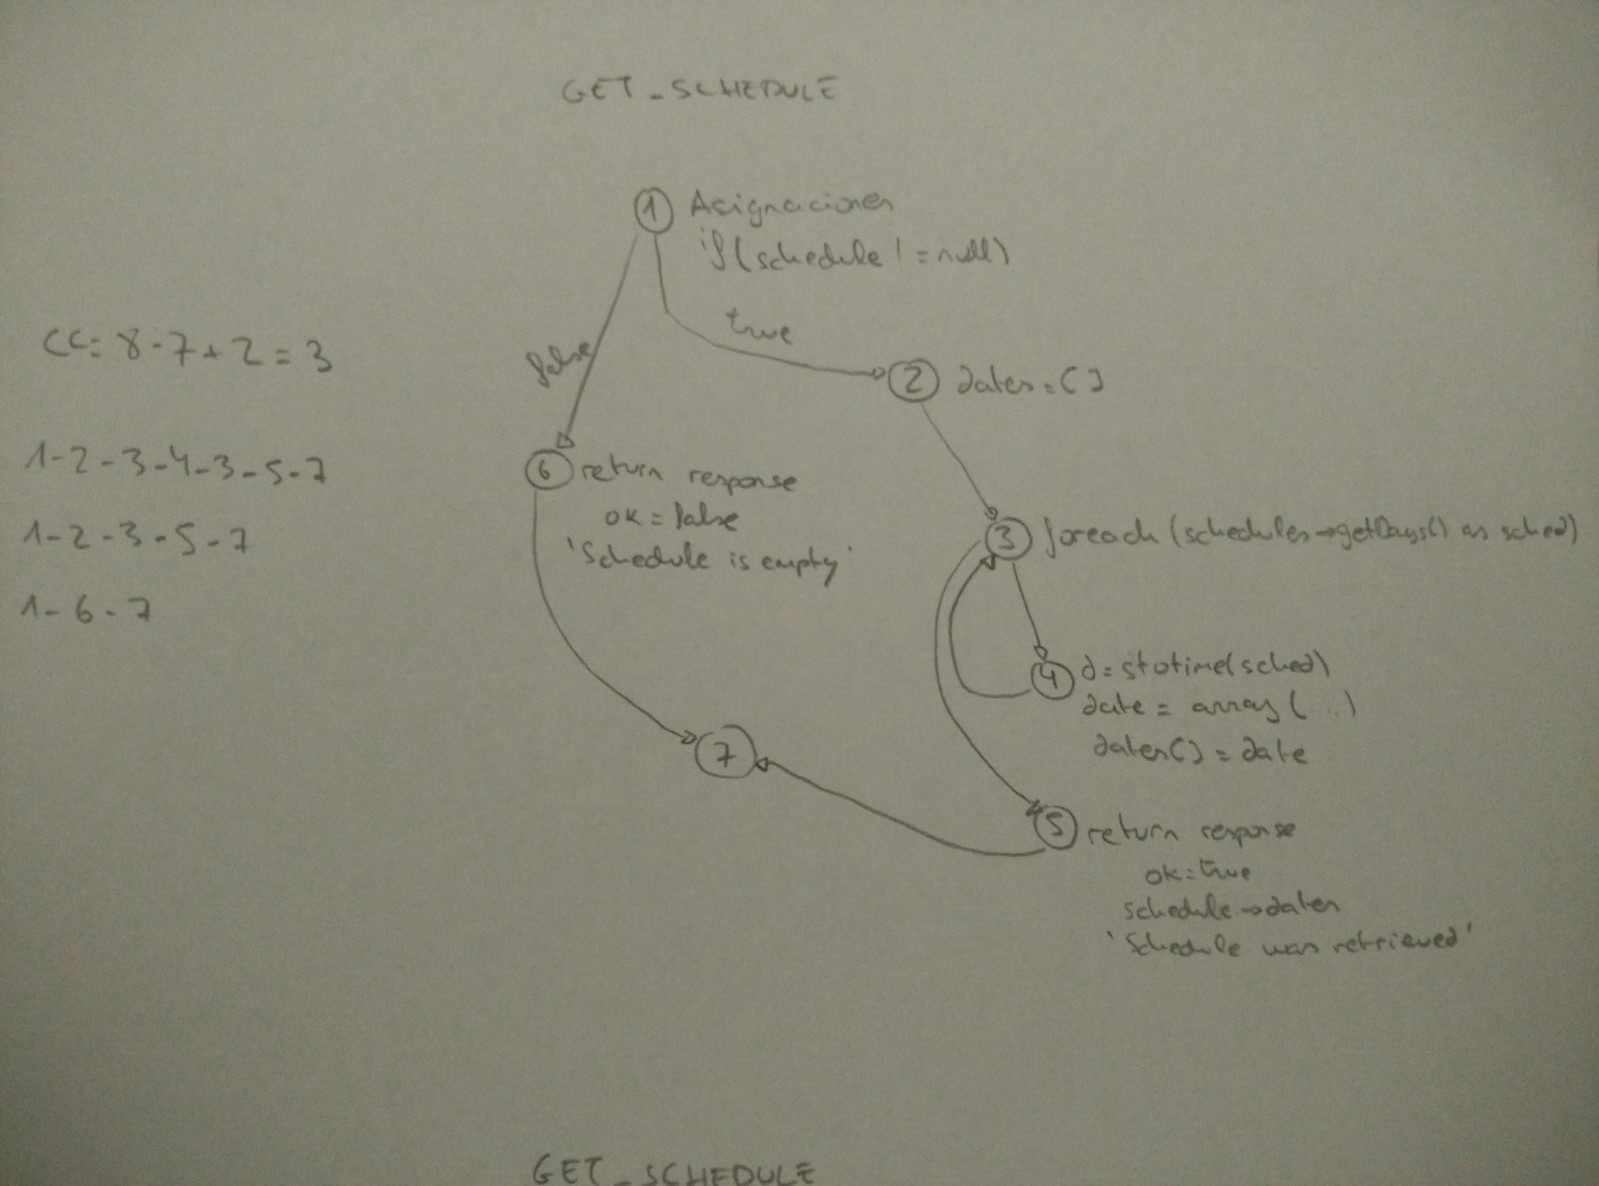 GET_SCHEDULE
1 Asignaciones
if(schedule != null)
true
false
CC= 8-7+2=3
2 dates=[]
1-2-3-4-3-5-7
1-2-3-5-7
1-6-7
6 return response
ok=false
'Schedule is empty'
3 foreach (schedules→getDays() as sched)
4 d=stotime(sched)
date = array(...)
dates[]=date
7
5 return response
ok=true
schedule→dates
'Schedule was retrieved'
GET_SCHEDULE